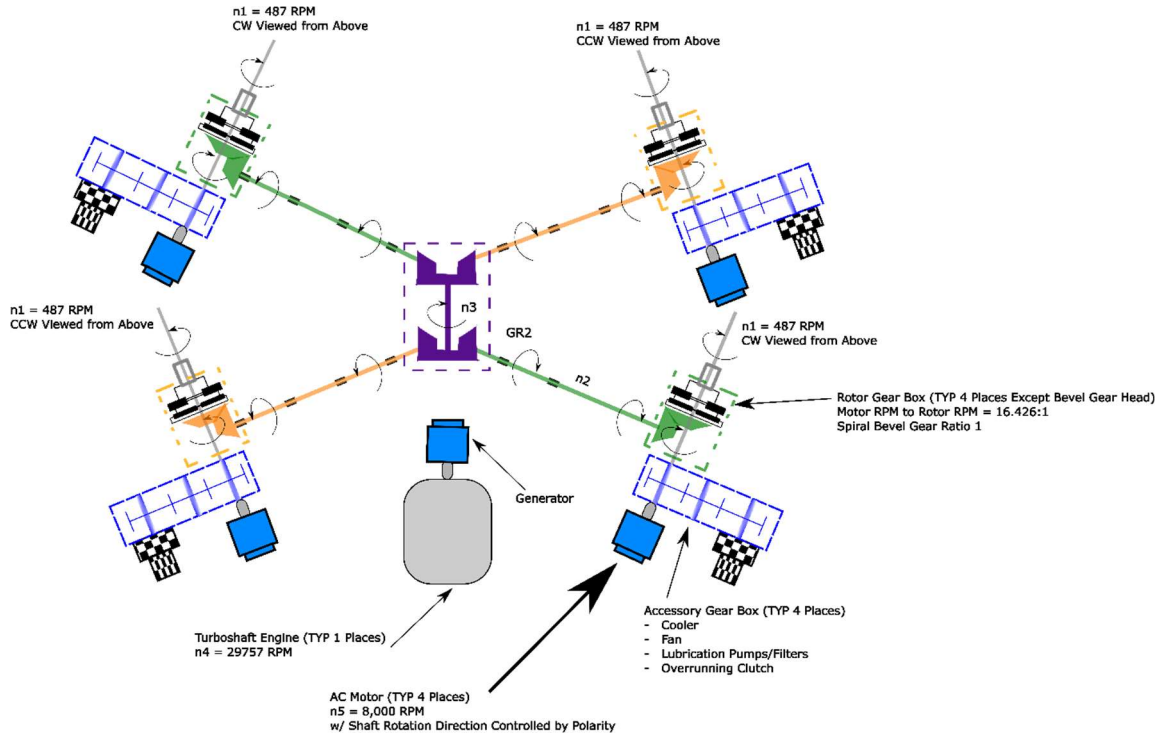 n1 = 487 RPM
CW Viewed from Above
n1 = 487 RPM
CCW Viewed from Above
n1 = 487 RPM
CCW Viewed from Above
n3
GR2
n2
n1 = 487 RPM
CW Viewed from Above
Rotor Gear Box (TYP 4 Places Except Bevel Gear Head)
Motor RPM to Rotor RPM = 16.426:1
Spiral Bevel Gear Ratio 1
Generator
Turboshaft Engine (TYP 1 Places)
n4 = 29757 RPM
Accessory Gear Box (TYP 4 Places)
- Cooler
- Fan
- Lubrication Pumps/Filters
- Overrunning Clutch
AC Motor (TYP 4 Places)
n5 = 8,000 RPM
w/ Shaft Rotation Direction Controlled by Polarity